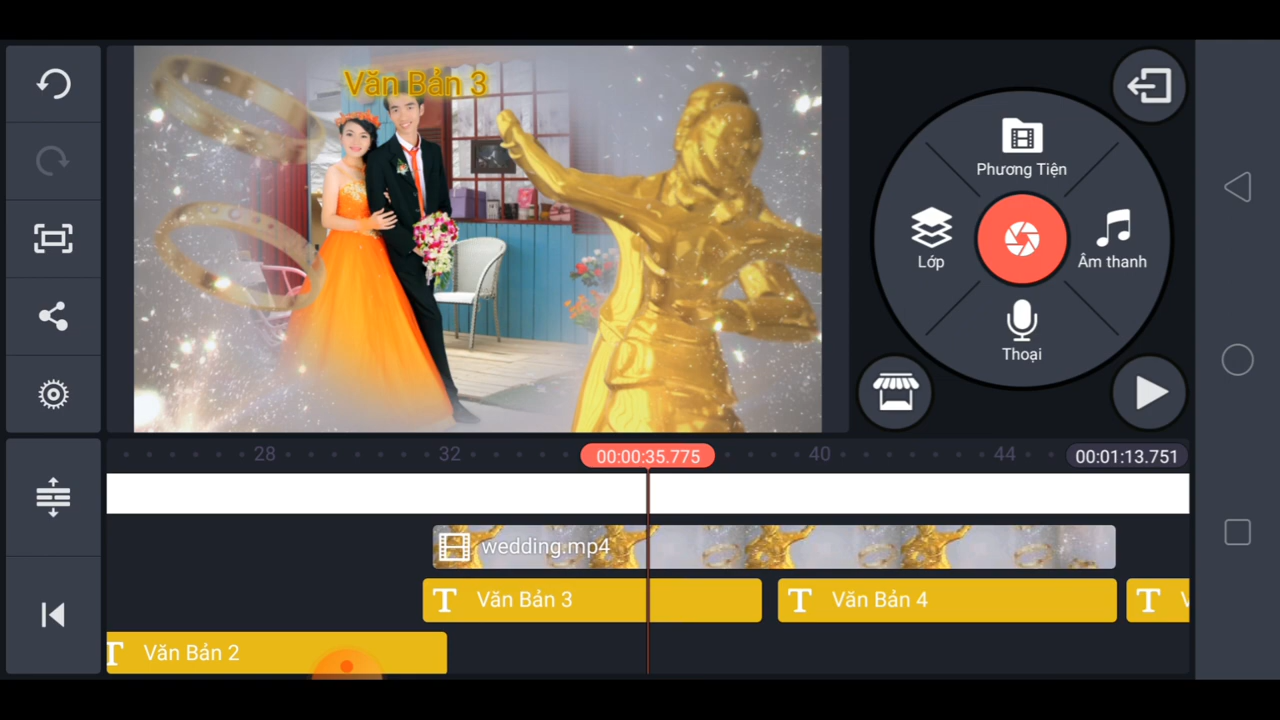 Văn Bản 3
Phương Tiện
Lớp
Âm thanh
Thoại
28
32
00:00:35.775
40
44
00:01:13.751
wedding.mp4
T Văn Bản 3
T Văn Bản 4
T
T Văn Bản 2